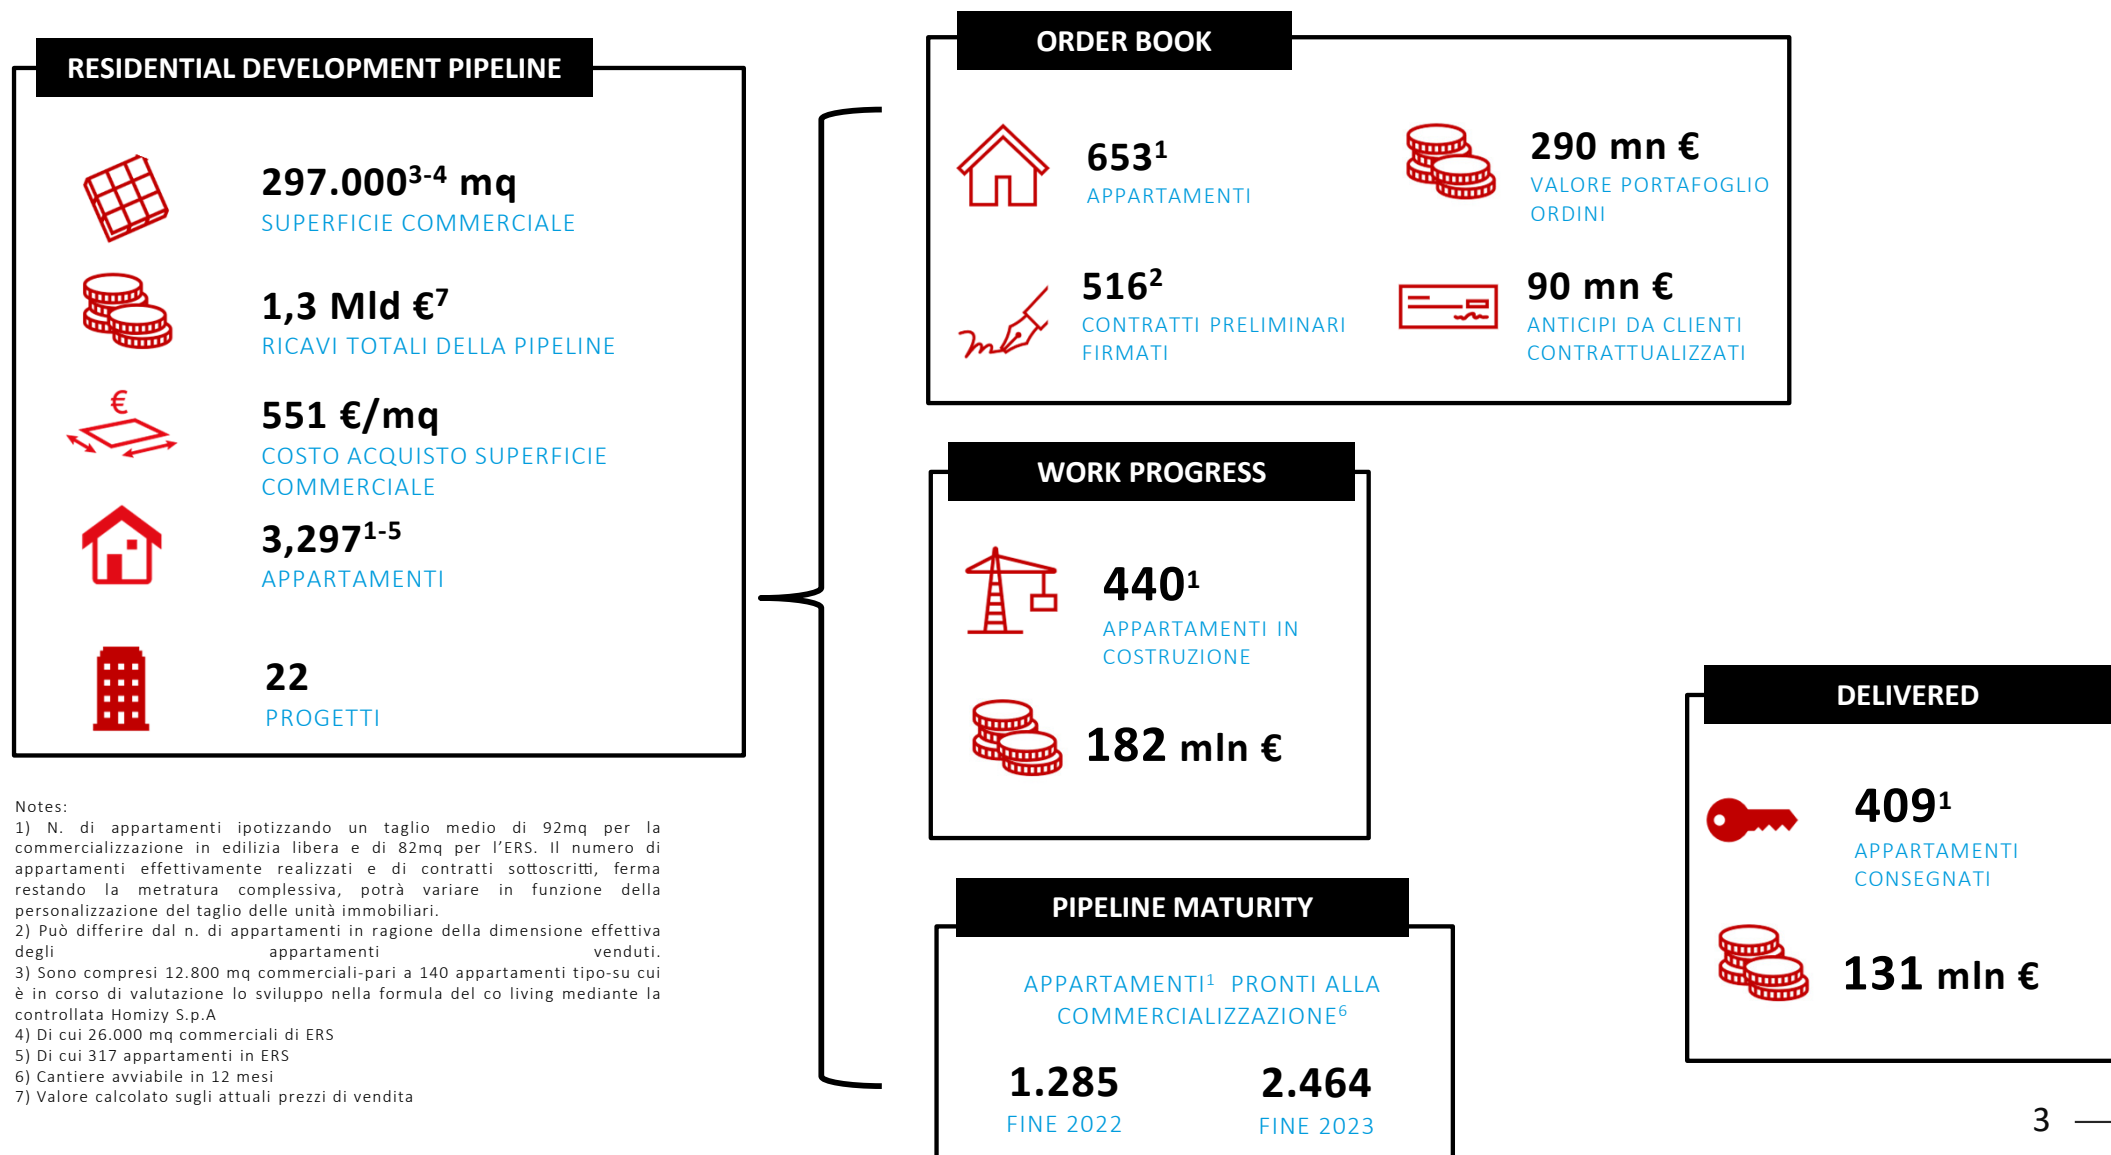 RESIDENTIAL DEVELOPMENT PIPELINE
297.000³⁻⁴ mq
SUPERFICIE COMMERCIALE
1,3 Mld €⁷
RICAVI TOTALI DELLA PIPELINE
€
551 €/mq
COSTO ACQUISTO SUPERFICIE
COMMERCIALE
3,297¹⁻⁵
APPARTAMENTI
22
PROGETTI
Notes:
1) N. di appartamenti ipotizzando un taglio medio di 92mq per la
commercializzazione in edilizia libera e di 82mq per l’ERS. Il numero di
appartamenti effettivamente realizzati e di contratti sottoscritti, ferma
restando la metratura complessiva, potrà variare in funzione della
personalizzazione del taglio delle unità immobiliari.
2) Può differire dal n. di appartamenti in ragione della dimensione effettiva
degli appartamenti venduti.
3) Sono compresi 12.800 mq commerciali-pari a 140 appartamenti tipo-su cui
è in corso di valutazione lo sviluppo nella formula del co living mediante la
controllata Homizy S.p.A
4) Di cui 26.000 mq commerciali di ERS
5) Di cui 317 appartamenti in ERS
6) Cantiere avviabile in 12 mesi
7) Valore calcolato sugli attuali prezzi di vendita
ORDER BOOK
653¹
APPARTAMENTI
290 mn €
VALORE PORTAFOGLIO
ORDINI
516²
CONTRATTI PRELIMINARI
FIRMATI
90 mn €
ANTICIPI DA CLIENTI
CONTRATTUALIZZATI
WORK PROGRESS
440¹
APPARTAMENTI IN
COSTRUZIONE
182 mln €
PIPELINE MATURITY
APPARTAMENTI¹ PRONTI ALLA
COMMERCIALIZZAZIONE⁶
1.285
FINE 2022
2.464
FINE 2023
DELIVERED
409¹
APPARTAMENTI
CONSEGNATI
131 mln €
3